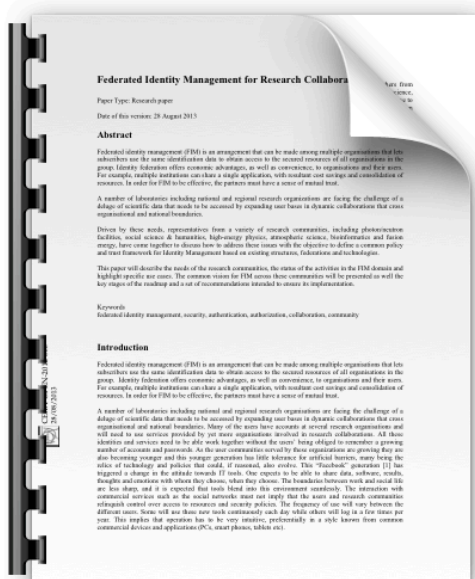 Federated Identity Management for Research Collabora
Paper Type: Research paper
Date of this version: 28 August 2013
Abstract
Federated identity management (FIM) is an arrangement that can be made among multiple organisations that lets
subscribers use the same identification data to obtain access to the secured resources of all organisations in the
group. Identity federation offers economic advantages, as well as convenience, to organisations and their users.
For example, multiple institutions can share a single application, with resultant cost savings and consolidation of
resources. In order for FIM to be effective, the partners must have a sense of mutual trust.
A number of laboratories including national and regional research organizations are facing the challenge of a
deluge of scientific data that needs to be accessed by expanding user bases in dynamic collaborations that cross
organisational and national boundaries.
Driven by these needs, representatives from a variety of research communities, including photon/neutron
facilities, social science & humanities, high-energy physics, atmospheric science, bioinformatics and fusion
energy, have come together to discuss how to address these issues with the objective to define a common policy
and trust framework for Identity Management based on existing structures, federations and technologies.
This paper will describe the needs of the research communities, the status of the activities in the FIM domain and
highlight specific use cases. The common vision for FIM across these communities will be presented as well the
key stages of the roadmap and a set of recommendations intended to ensure its implementation.
Keywords
federated identity management, security, authentication, authorization, collaboration, community
Introduction
Federated identity management (FIM) is an arrangement that can be made among multiple organisations that lets
subscribers use the same identification data to obtain access to the secured resources of all organisations in the
group. Identity federation offers economic advantages, as well as convenience, to organisations and their users.
For example, multiple institutions can share a single application, with resultant cost savings and consolidation of
resources. In order for FIM to be effective, the partners must have a sense of mutual trust.
A number of laboratories including national and regional research organisations are facing the challenge of a
deluge of scientific data that needs to be accessed by expanding user bases in dynamic collaborations that cross
organisational and national boundaries. Many of the users have accounts at several research organisations and
will need to use services provided by yet more organisations involved in research collaborations. All these
identities and services need to be able work together without the users' being obliged to remember a growing
number of accounts and passwords. As the user communities served by these organizations are growing they are
also becoming younger and this younger generation has little tolerance for artificial barriers, many being the
relics of technology and policies that could, if reasoned, also evolve. This "Facebook" generation [1] has
triggered a change in the attitude towards IT tools. One expects to be able to share data, software, results,
thoughts and emotions with whom they choose, when they choose. The boundaries between work and social life
are less sharp, and it is expected that tools blend into this environment seamlessly. The interaction with
commercial services such as the social networks must not imply that the users and research communities
relinquish control over access to resources and security policies. The frequency of use will vary between the
different users. Some will use those new tools continuously each day while others will log in a few times per
year. This implies that operation has to be very intuitive, preferentially in a style known from common
commercial devices and applications (PCs, smart phones, tablets etc).
28/08/2013